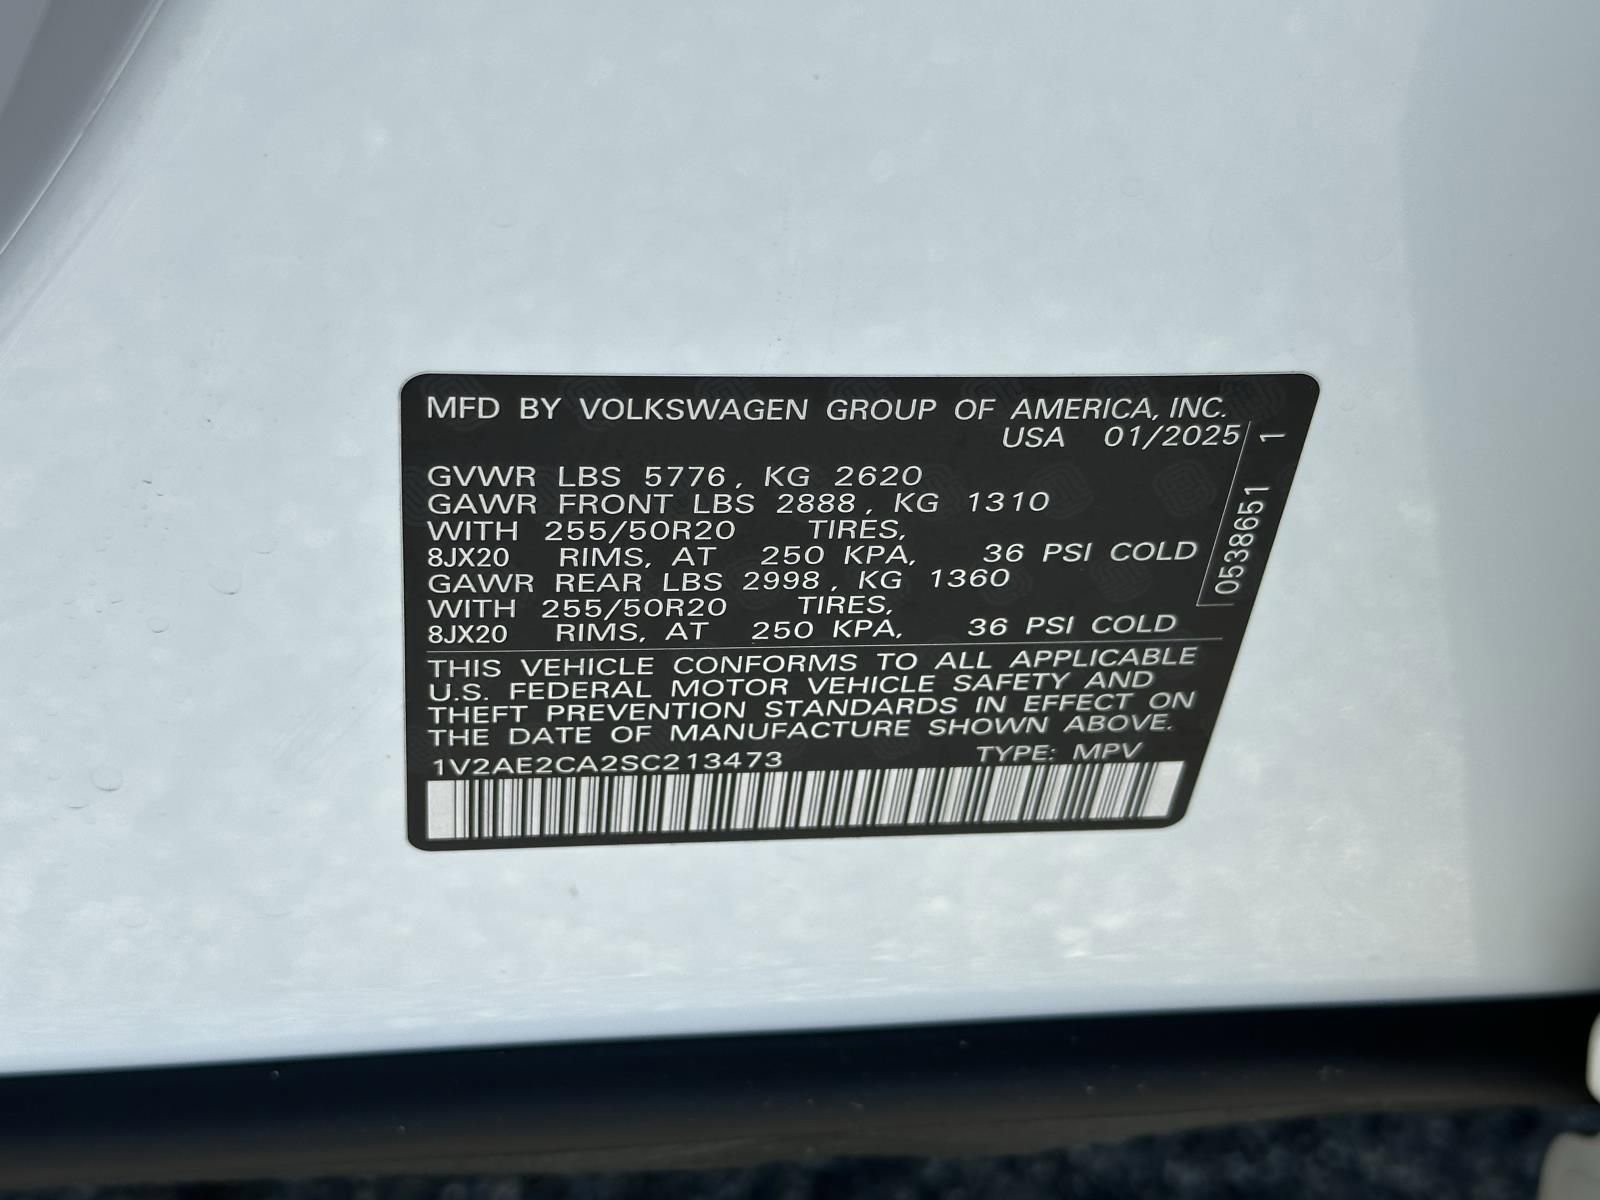 MFD BY VOLKSWAGEN GROUP OF AMERICA, INC.
USA 01/2025
GVWR LBS 5776, KG 2620
GAWR FRONT LBS 2888, KG 1310
WITH 255/50R20 TIRES,
8JX20 RIMS, AT 250 KPA, 36 PSI COLD
GAWR REAR LBS 2998, KG 1360
WITH 255/50R20 TIRES,
8JX20 RIMS, AT 250 KPA, 36 PSI COLD
THIS VEHICLE CONFORMS TO ALL APPLICABLE
U.S. FEDERAL MOTOR VEHICLE SAFETY AND
THEFT PREVENTION STANDARDS IN EFFECT ON
THE DATE OF MANUFACTURE SHOWN ABOVE.
1V2AE2CA2SC213473 TYPE: MPV
0538651 1